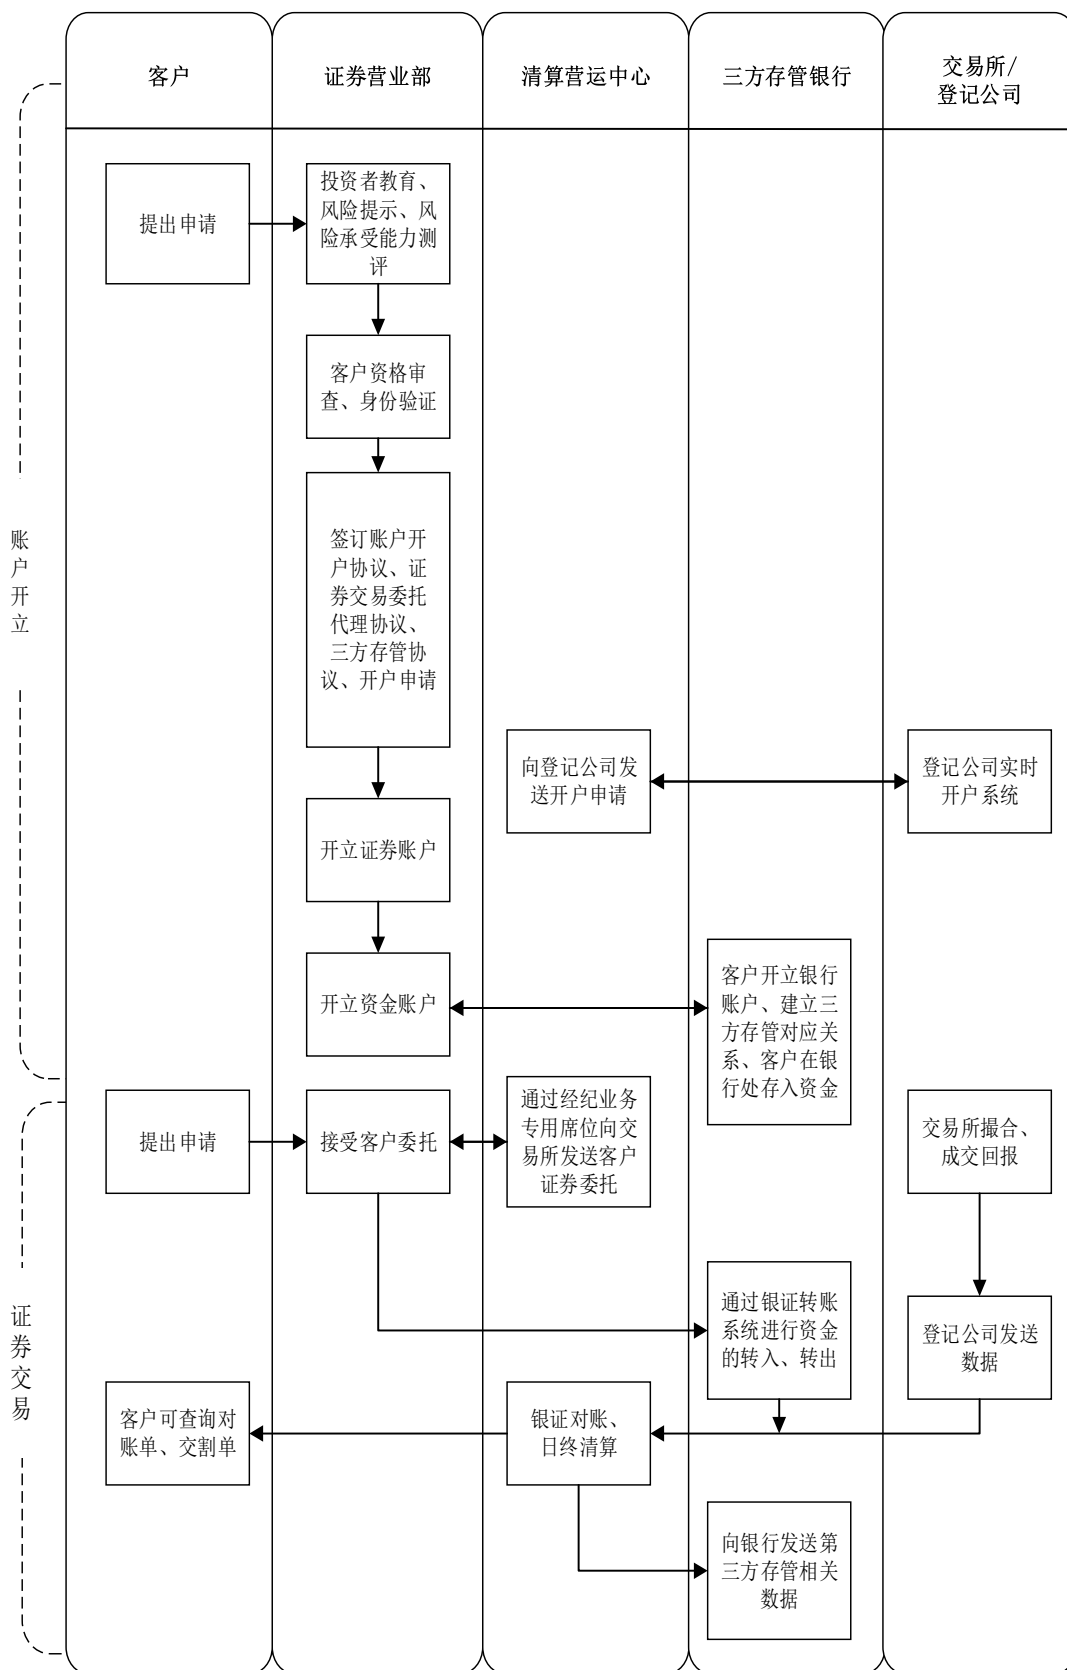 客户
证券营业部
清算营运中心
三方存管银行
交易所/
登记公司
账
户
开
立
提出申请
投资者教育、
风险提示、风
险承受能力测
评
客户资格审
查、身份验证
签订账户开
户协议、证
券交易委托
代理协议、
三方存管协
议、开户申请
向登记公司发
送开户申请
登记公司实时
开户系统
开立证券账户
开立资金账户
客户开立银行
账户、建立三
方存管对应关
系、客户在银
行处存入资金
证
券
交
易
提出申请
接受客户委托
通过经纪业务
专用席位向交
易所发送客户
证券委托
交易所撮合、
成交回报
通过银证转账
系统进行资金
的转入、转出
登记公司发送
数据
客户可查询对
账单、交割单
银证对账、
日终清算
向银行发送第
三方存管相关
数据